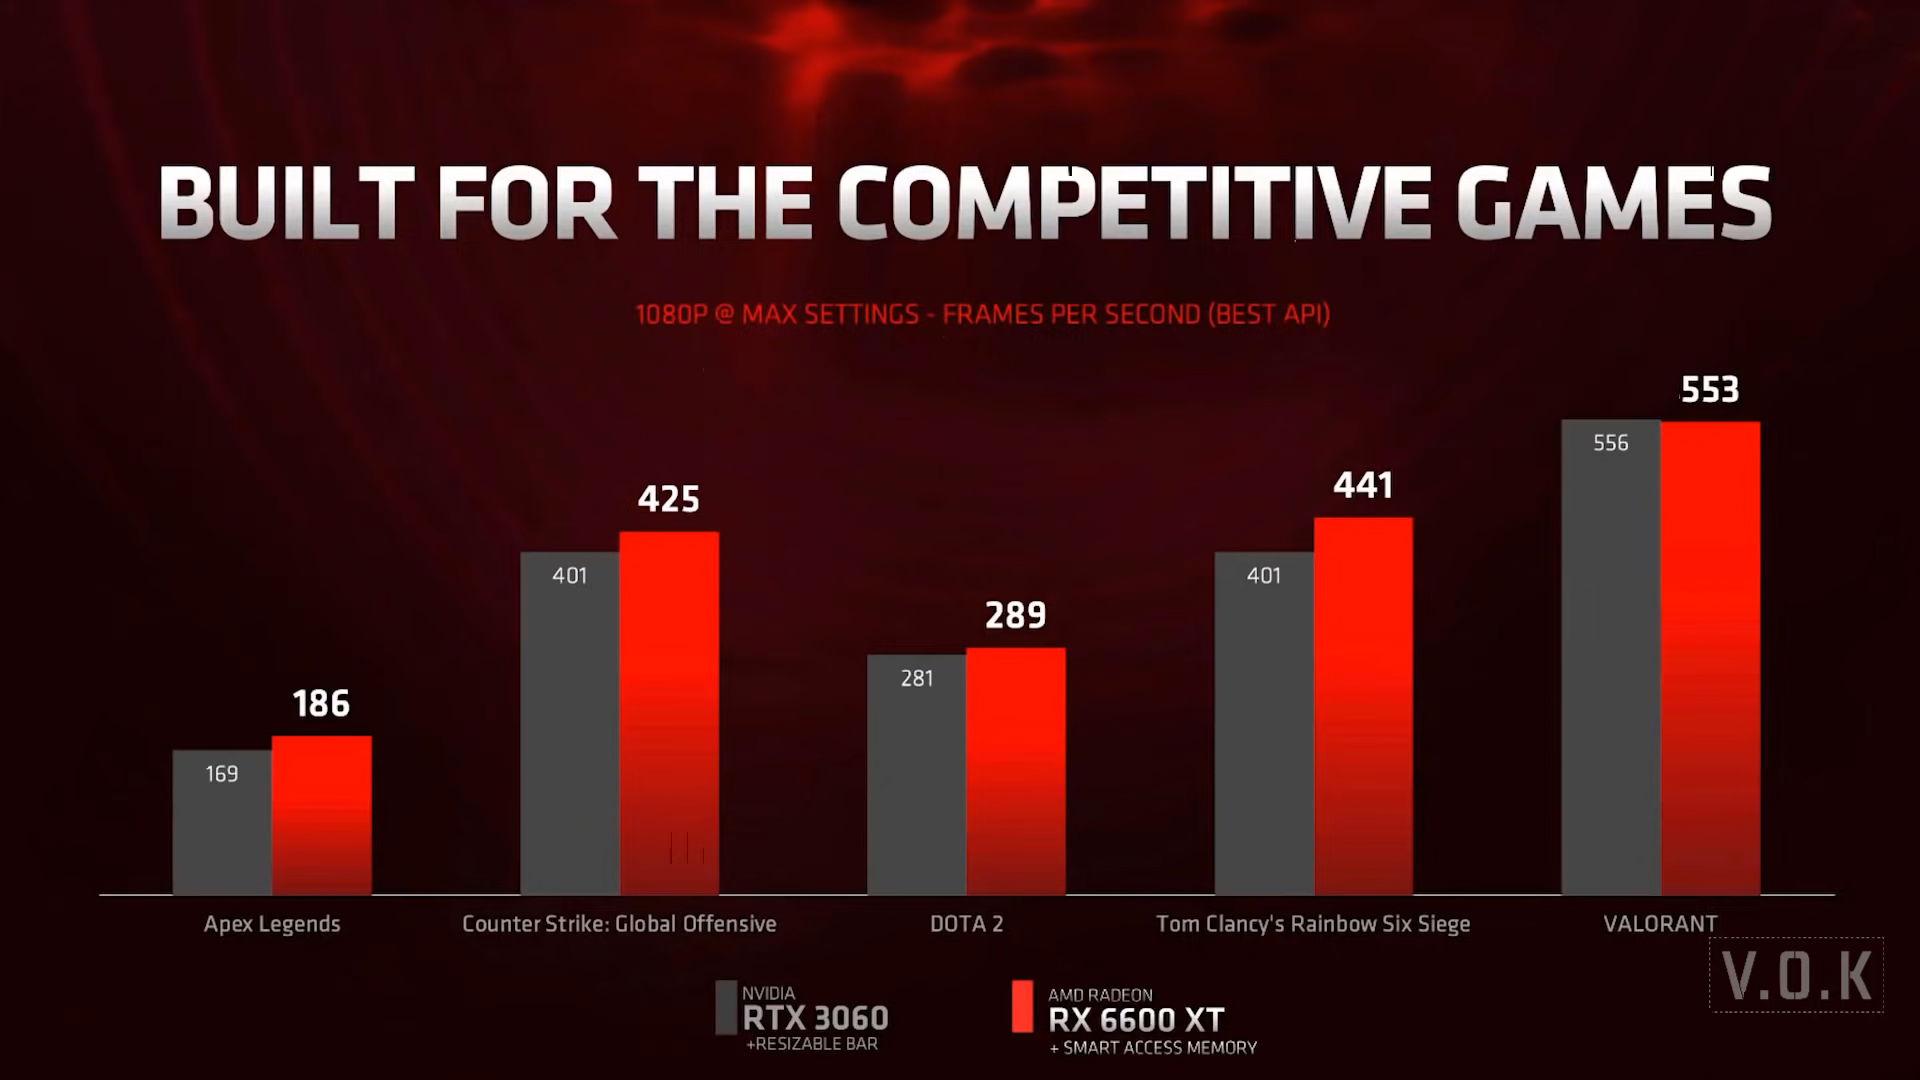 BUILT FOR THE COMPETITIVE GAMES
1080P @ MAX SETTINGS - FRAMES PER SECOND (BEST API)
169
186
401
425
281
289
401
441
556
553
Apex Legends
Counter Strike: Global Offensive
DOTA 2
Tom Clancy's Rainbow Six Siege
VALORANT
V.O.K
NVIDIA
RTX 3060
+RESIZABLE BAR
AMD RADEON
RX 6600 XT
+ SMART ACCESS MEMORY